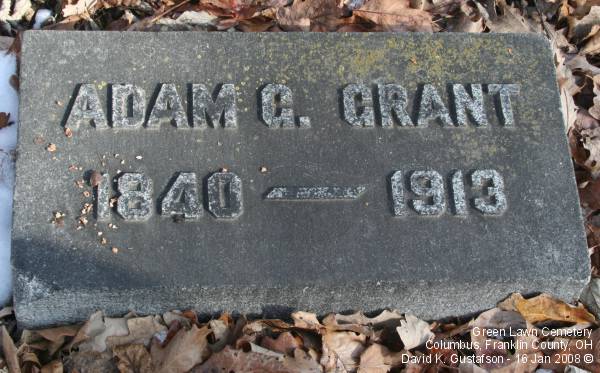 ADAM G. GRANT
1840 — 1913
Green Lawn Cemetery
Columbus, Franklin County, OH
David K. Gustafson - 16 Jan 2008 ©